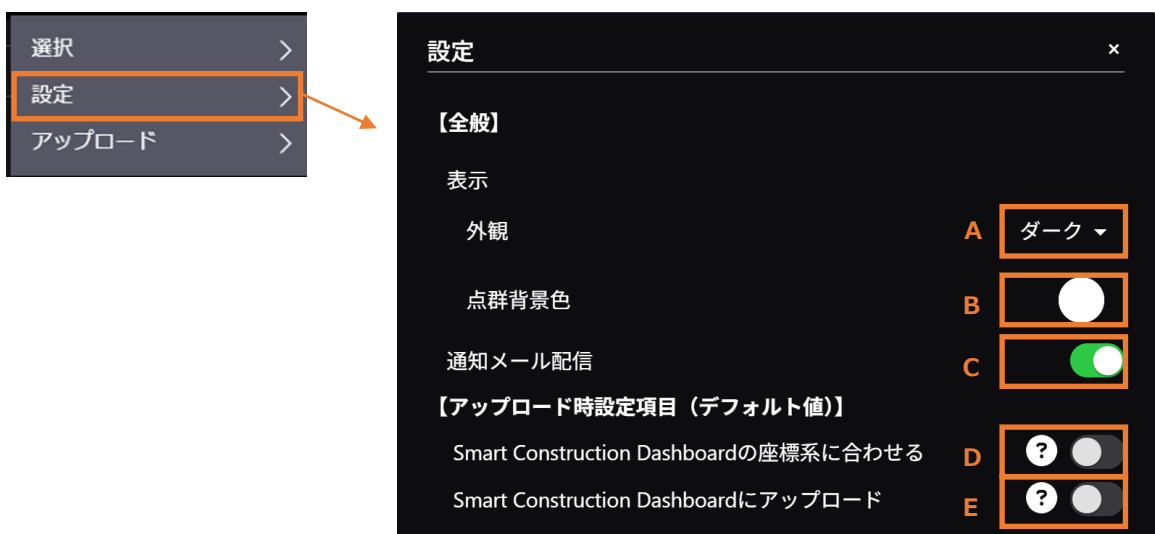 選択
設定
アップロード
設定 ×
【全般】
表示
外観 A ダーク
点群背景色 B
通知メール配信 C
【アップロード時設定項目（デフォルト値）】
Smart Construction Dashboardの座標系に合わせる D ?
Smart Construction Dashboardにアップロード E ?